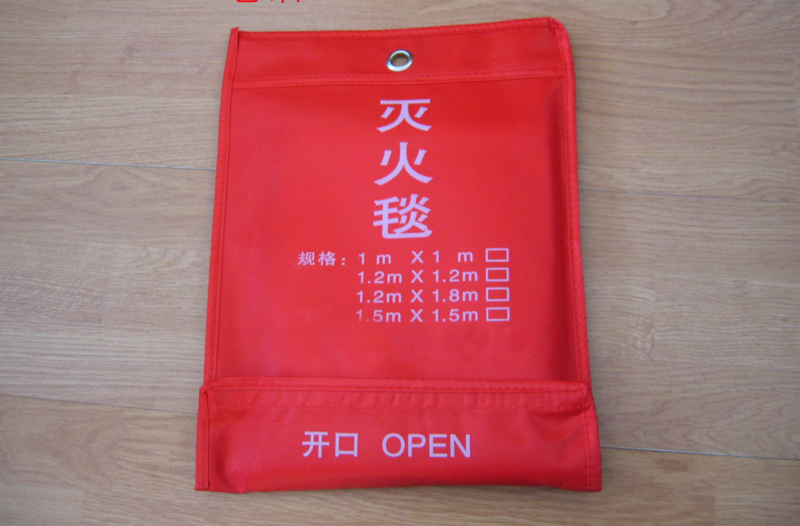 灭火毯
规格：1 m X 1 m □
1.2m X 1.2m □
1.2m X 1.8m □
1.5m X 1.5m □
开口 OPEN